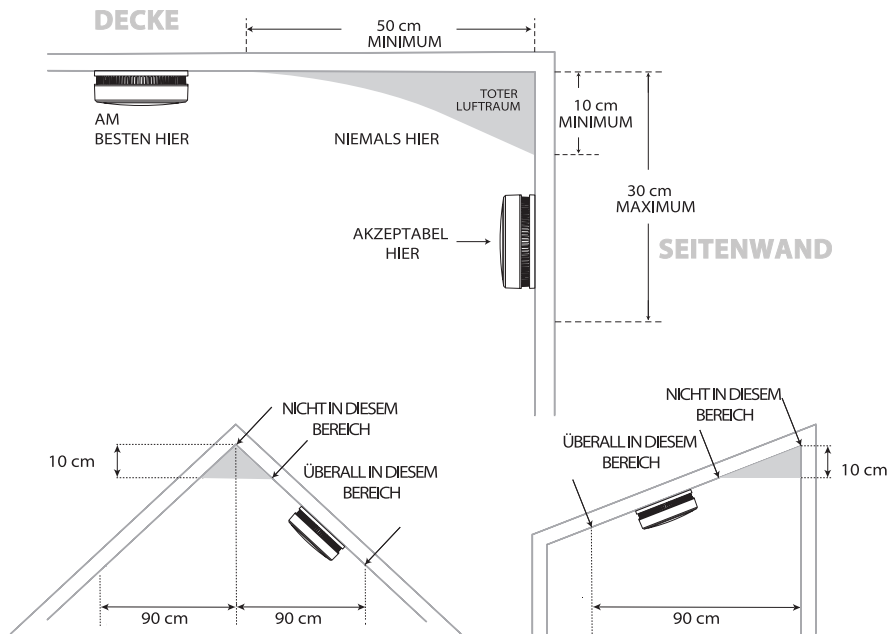 DECKE
50 cm
MINIMUM
TOTER
LUFTRAUM
10 cm
MINIMUM
AM
BESTEN HIER
NIEMALS HIER
30 cm
MAXIMUM
AKZEPTABEL
HIER
SEITENWAND
NICHT IN DIESEM
BEREICH
10 cm
ÜBERALL IN DIESEM
BEREICH
90 cm
90 cm
NICHT IN DIESEM
BEREICH
ÜBERALL IN DIESEM
BEREICH
10 cm
90 cm